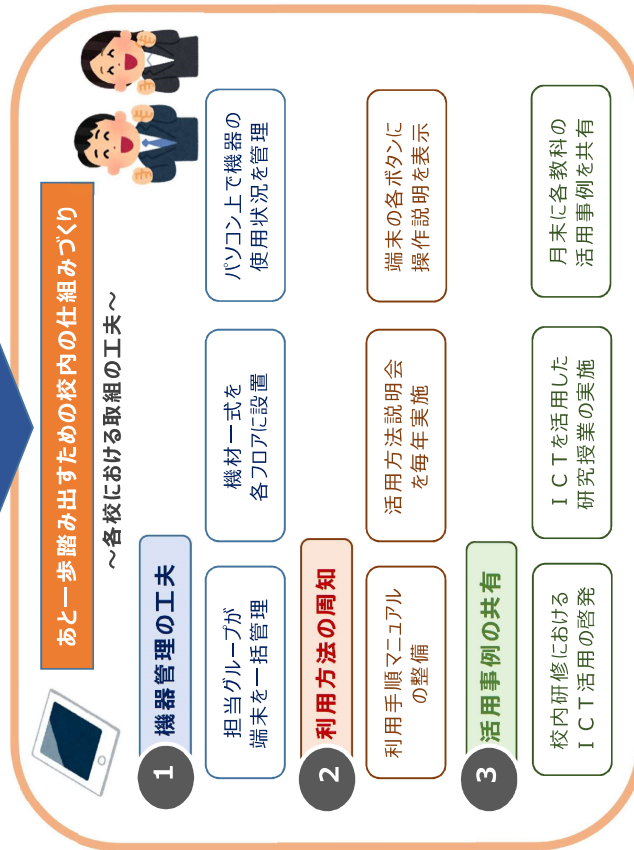 あと一歩踏み出すための校内の仕組みづくり
～各校における取組の工夫～
1
機器管理の工夫
担当グループが
端末を一括管理
機材一式を
各フロアに設置
パソコン上で機器の
使用状況を管理
2
利用方法の周知
利用手順マニュアル
の整備
活用方法説明会
を毎年実施
端末の各ボタンに
操作説明を表示
3
活用事例の共有
校内研修における
ＩＣＴ活用の啓発
ＩＣＴを活用した
研究授業の実施
月末に各教科の
活用事例を共有